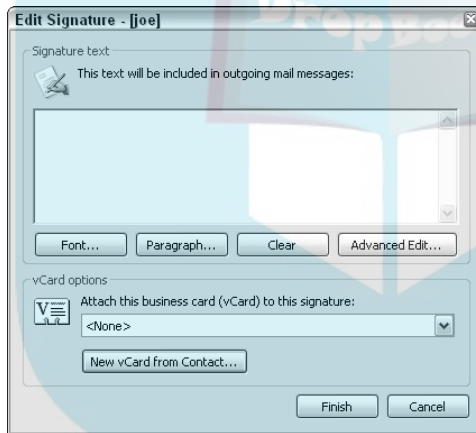 Edit Signature - [joe]
Signature text
This text will be included in outgoing mail messages:
Font...
Paragraph...
Clear
Advanced Edit...
vCard options
Attach this business card (vCard) to this signature:
<None>
New vCard from Contact...
Finish
Cancel